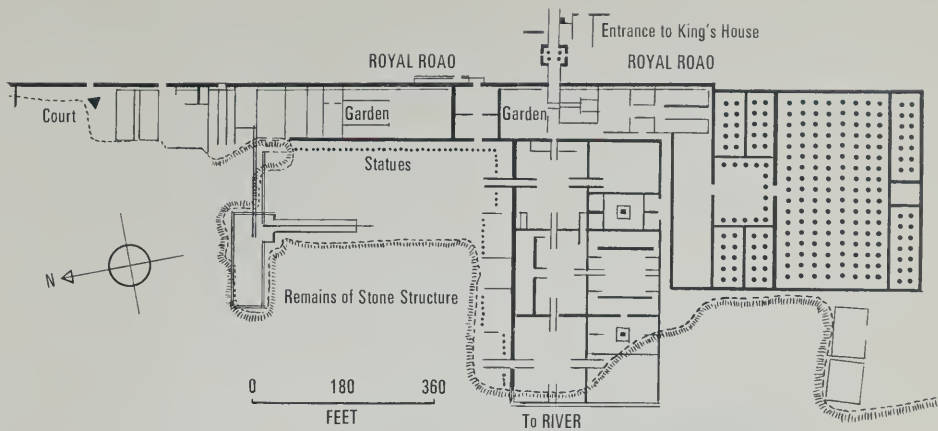 Entrance to King's House
ROYAL ROAO
ROYAL ROAO
Court
Garden
Garden
Statues
N
Remains of Stone Structure
0 180 360
FEET
To RIVER